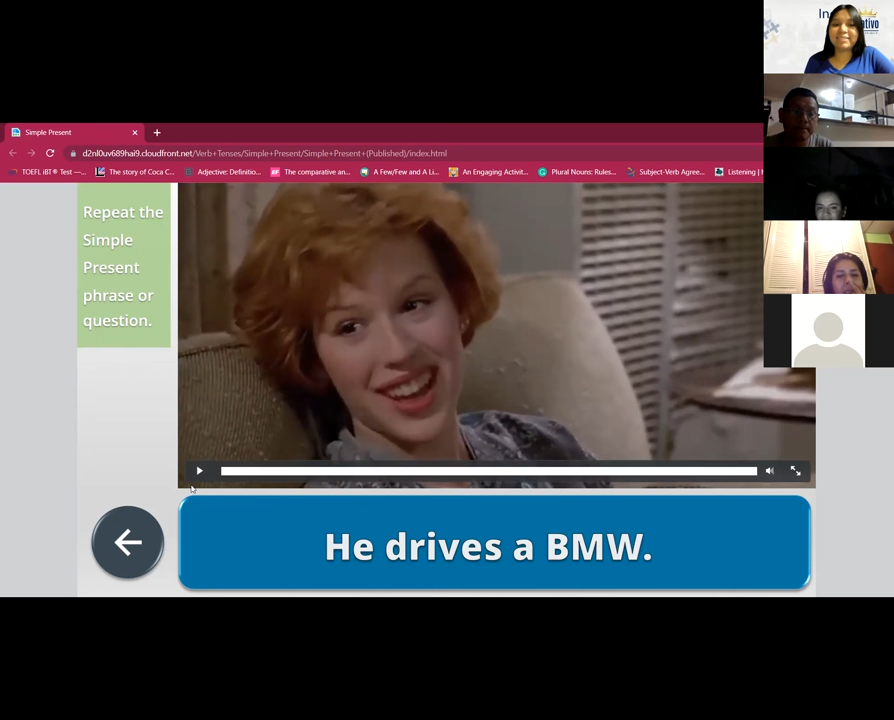 In
ativo
Simple Present
d2nl0uv689hai9.cloudfront.net/Verb+Tenses/Simple+Present/Simple+Present+(Published)/index.html
TOEFL iBT® Test —...
The story of Coca C...
Adjective: Definitio...
The comparative an...
A Few/Few and A Li...
An Engaging Activit...
Plural Nouns: Rules...
Subject-Verb Agree...
Listening |
Repeat the
Simple
Present
phrase or
question.
He drives a BMW.